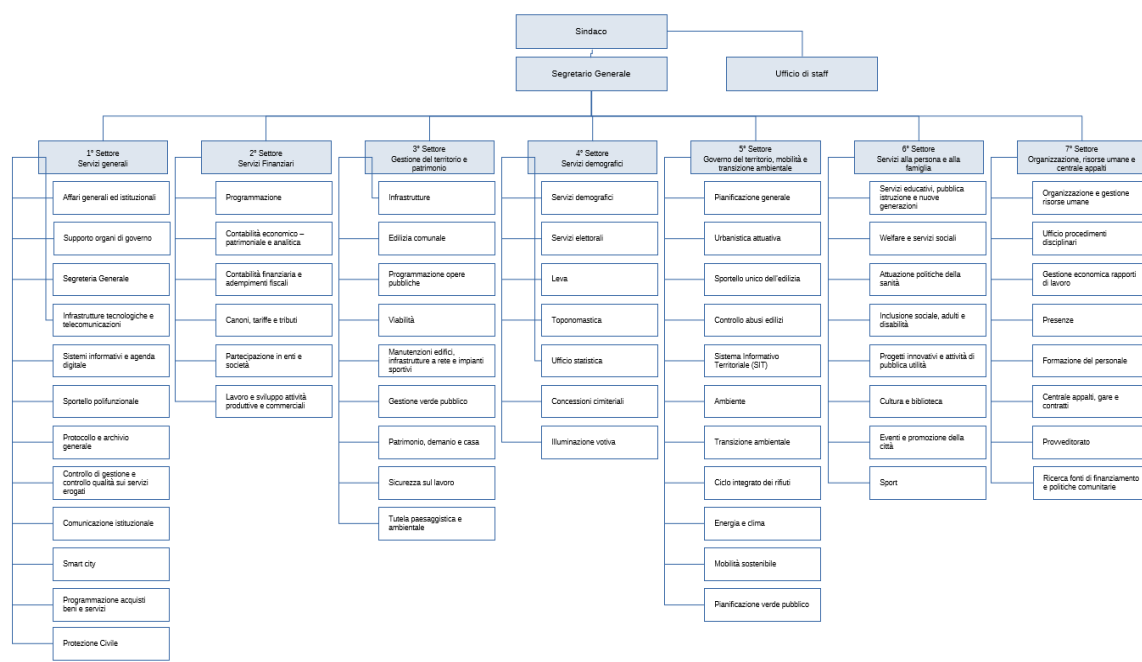 Sindaco
Segretario Generale
Ufficio di staff
1° Settore
Servizi generali
Affari generali ed istituzionali
Supporto organi di governo
Segreteria Generale
Infrastrutture tecnologiche e
telecomunicazioni
Sistemi informativi e agenda
digitale
Sportello polifunzionale
Protocollo e archivio
generale
Controllo di gestione e
controllo qualità sui servizi
erogati
Comunicazione istituzionale
Smart city
Programmazione acquisti
beni e servizi
Protezione Civile
2° Settore
Servizi Finanziari
Programmazione
Contabilità economico –
patrimoniale e analitica
Contabilità finanziaria e
adempimenti fiscali
Canoni, tariffe e tributi
Partecipazione in enti e
società
Lavoro e sviluppo attività
produttive e commerciali
3° Settore
Gestione del territorio e
patrimonio
Infrastrutture
Edilizia comunale
Programmazione opere
pubbliche
Viabilità
Manutenzioni edifici,
infrastrutture a rete e impianti
sportivi
Gestione verde pubblico
Patrimonio, demanio e casa
Sicurezza sul lavoro
Tutela paesaggistica e
ambientale
4° Settore
Servizi demografici
Servizi demografici
Servizi elettorali
Leva
Toponomastica
Ufficio statistica
Concessioni cimiteriali
Illuminazione votiva
5° Settore
Governo del territorio, mobilità e
transizione ambientale
Pianificazione generale
Urbanistica attuativa
Sportello unico dell'edilizia
Controllo abusi edilizi
Sistema Informativo
Territoriale (SIT)
Ambiente
Transizione ambientale
Ciclo integrato dei rifiuti
Energia e clima
Mobilità sostenibile
Pianificazione verde pubblico
6° Settore
Servizi alla persona e alla
famiglia
Servizi educativi, pubblica
istruzione e nuove
generazioni
Welfare e servizi sociali
Attuazione politiche della
sanità
Inclusione sociale, adulti e
disabilità
Progetti innovativi e attività di
pubblica utilità
Cultura e biblioteca
Eventi e promozione della
città
Sport
7° Settore
Organizzazione, risorse umane e
centrale appalti
Organizzazione e gestione
risorse umane
Ufficio procedimenti
disciplinari
Gestione economica rapporti
di lavoro
Presenze
Formazione del personale
Centrale appalti, gare e
contratti
Provveditorato
Ricerca fonti di finanziamento
e politiche comunitarie